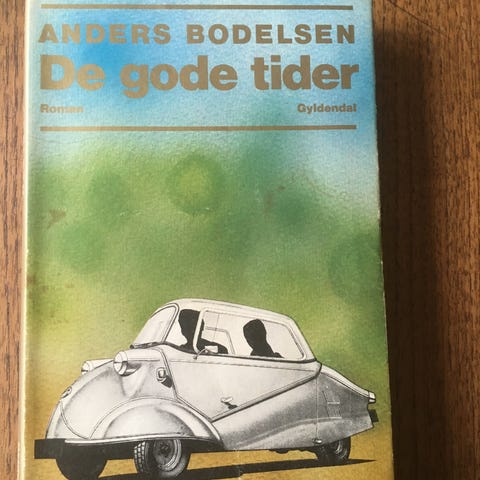 ANDERS BODELSEN
De gode tider
Roman Gyldendal